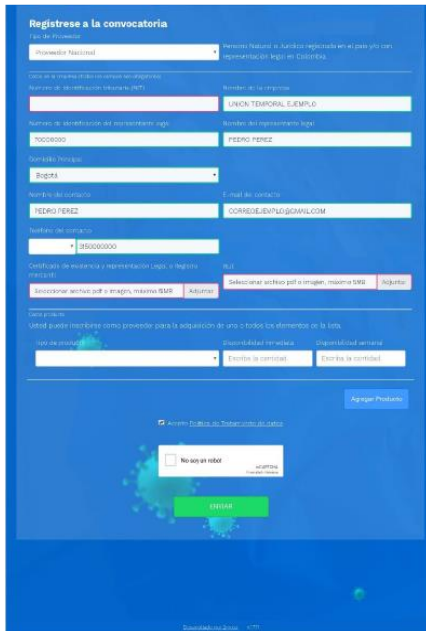 Regístrese a la convocatoria
Tipo de Proveedor
Proveedor Nacional
Persona Natural o Jurídica registrada en el país y/o con
representación legal en Colombia.
Número de identificación tributaria (NIT)
Nombre de la empresa
UNION TEMPORAL EJEMPLO
Número de identificación del representante legal
Nombre del representante legal
70000000
PEDRO PEREZ
Domicilio Principal
Bogotá
Nombre del contacto
E-mail del contacto
PEDRO PEREZ
CORREOEJEMPLO@GMAIL.COM
Teléfono del contacto
3150000000
Certificado de existencia y representación Legal, o Registro
mercantil
RUT
Seleccionar archivo pdf o imagen, máximo 5MB
Adjuntar
Seleccionar archivo pdf o imagen, máximo 5MB
Adjuntar
Datos producto
Usted puede inscribirse como proveedor para la adquisición de uno o todos los elementos de la lista.
Tipo de producto
Disponibilidad inmediata
Disponibilidad semanal
Escriba la cantidad
Escriba la cantidad
Agregar Producto
Acepto Política de Tratamiento de datos
No soy un robot
reCAPTCHA
ENVIAR